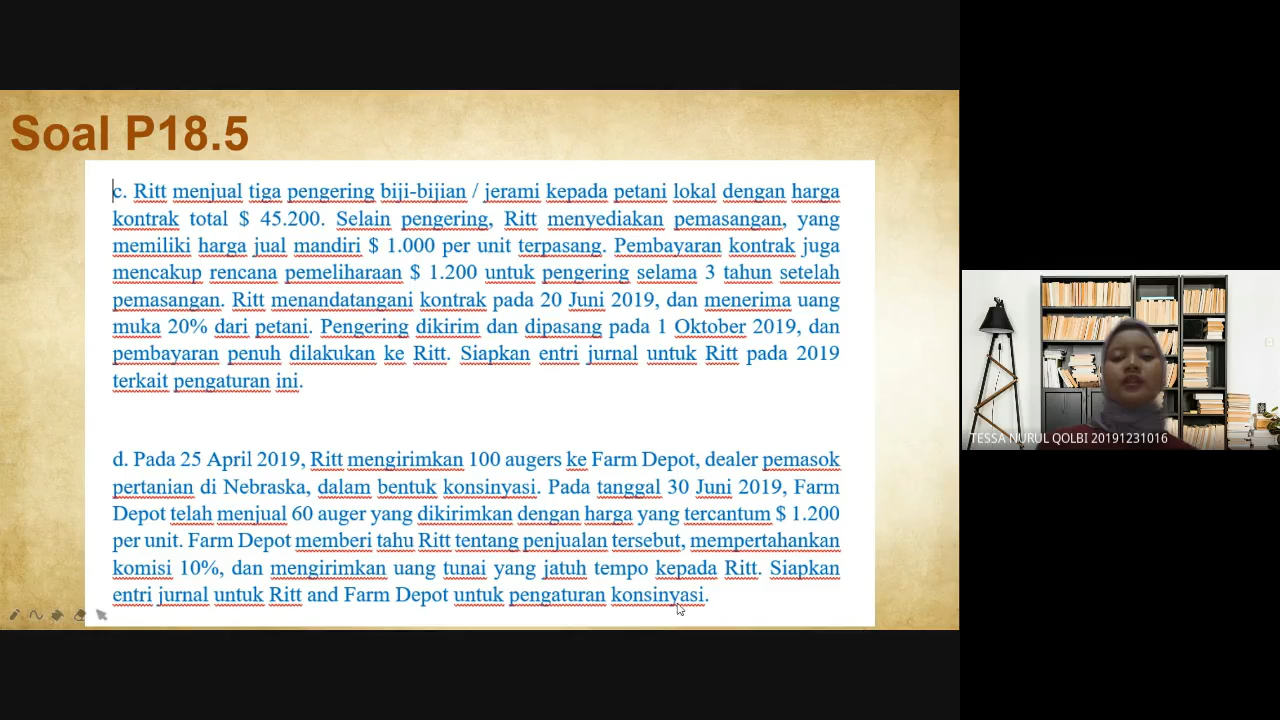 Soal P18.5
c. Ritt menjual tiga pengering biji-bijian / jerami kepada petani lokal dengan harga
kontrak total $ 45.200. Selain pengering, Ritt menyediakan pemasangan, yang
memiliki harga jual mandiri $ 1.000 per unit terpasang. Pembayaran kontrak juga
mencakup rencana pemeliharaan $ 1.200 untuk pengering selama 3 tahun setelah
pemasangan. Ritt menandatangani kontrak pada 20 Juni 2019, dan menerima uang
muka 20% dari petani. Pengering dikirim dan dipasang pada 1 Oktober 2019, dan
pembayaran penuh dilakukan ke Ritt. Siapkan entri jurnal untuk Ritt pada 2019
terkait pengaturan ini.
d. Pada 25 April 2019, Ritt mengirimkan 100 augers ke Farm Depot, dealer pemasok
pertanian di Nebraska, dalam bentuk konsinyasi. Pada tanggal 30 Juni 2019, Farm
Depot telah menjual 60 auger yang dikirimkan dengan harga yang tercantum $ 1.200
per unit. Farm Depot memberi tahu Ritt tentang penjualan tersebut, mempertahankan
komisi 10%, dan mengirimkan uang tunai yang jatuh tempo kepada Ritt. Siapkan
entri jurnal untuk Ritt and Farm Depot untuk pengaturan konsinyasi.
TESSA NURUL QOLBI 20191231016